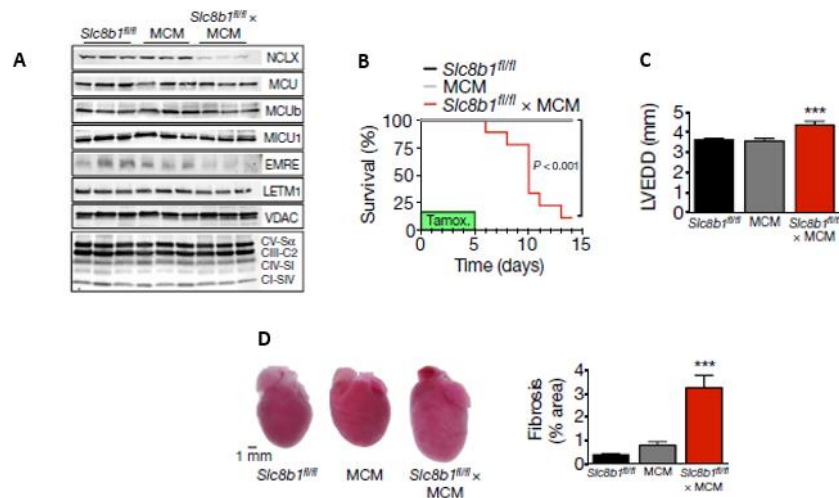 A
Slc8b1fl/fl MCM Slc8b1fl/fl × MCM
NCLX
MCU
MCUb
MICU1
EMRE
LETM1
VDAC
CV-Sα
CIII-C2
CIV-SI
CI-SIV
B
Slc8b1fl/fl
MCM
Slc8b1fl/fl × MCM
Survival (%)
100
75
50
25
P < 0.001
Tamox.
0 5 10 15
Time (days)
C
LVEDD (mm)
5
4
3
2
1
0
***
Slc8b1fl/fl MCM Slc8b1fl/fl × MCM
D
1 mm
Slc8b1fl/fl MCM Slc8b1fl/fl × MCM
Fibrosis
(% area)
4
3
2
1
0
***
Slc8b1fl/fl MCM Slc8b1fl/fl × MCM